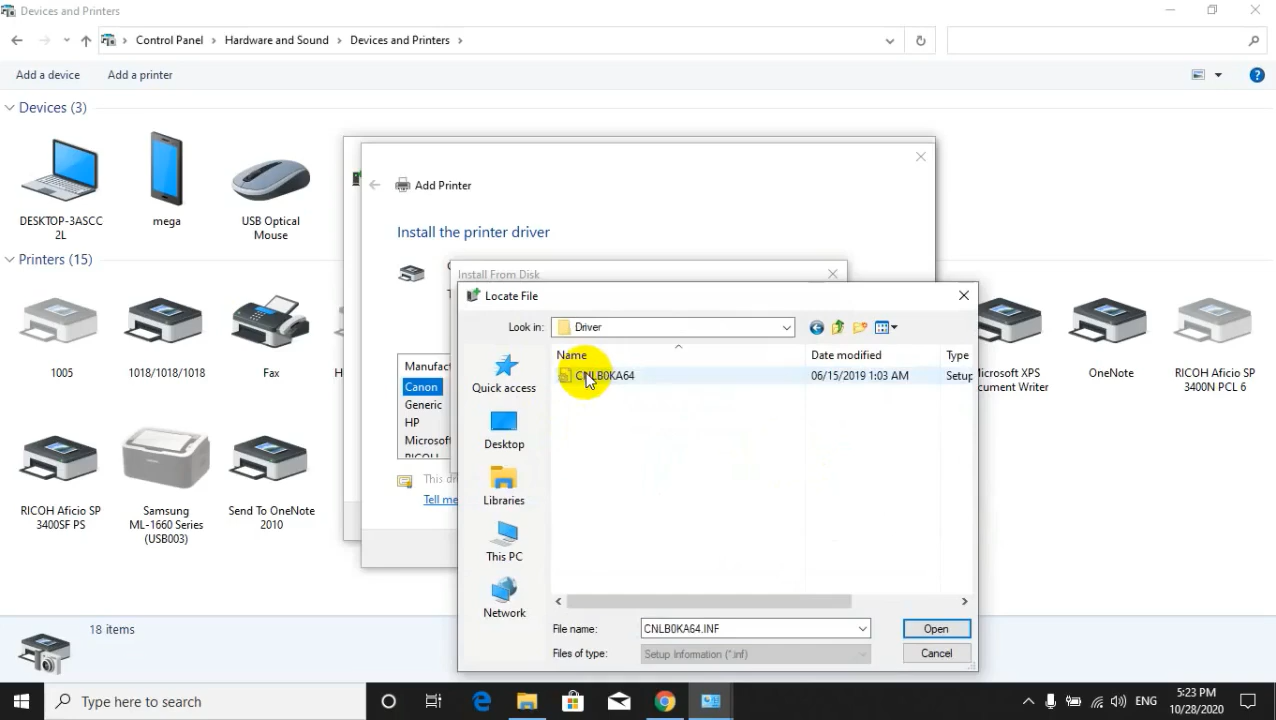 Devices and Printers
Control Panel > Hardware and Sound > Devices and Printers >
Add a device Add a printer
Devices (3)
DESKTOP-3ASCC
2L
mega
USB Optical
Mouse
Printers (15)
1005
1018/1018/1018
Fax
Microsoft XPS
Document Writer
OneNote
RICOH Aficio SP
3400N PCL 6
RICOH Aficio SP
3400SF PS
Samsung
ML-1660 Series
(USB003)
Send To OneNote
2010
Add Printer
Install the printer driver
Manufac
Canon
Generic
HP
Microsof
RICOH
This dr
Tell me
Install From Disk
Locate File
Look in: Driver
Name Date modified Type
CNLB0KA64 06/15/2019 1:03 AM Setup
Quick access
Desktop
Libraries
This PC
Network
File name: CNLB0KA64.INF Open
Files of type: Setup Information (*.inf) Cancel
18 items
Type here to search
ENG
5:23 PM
10/28/2020